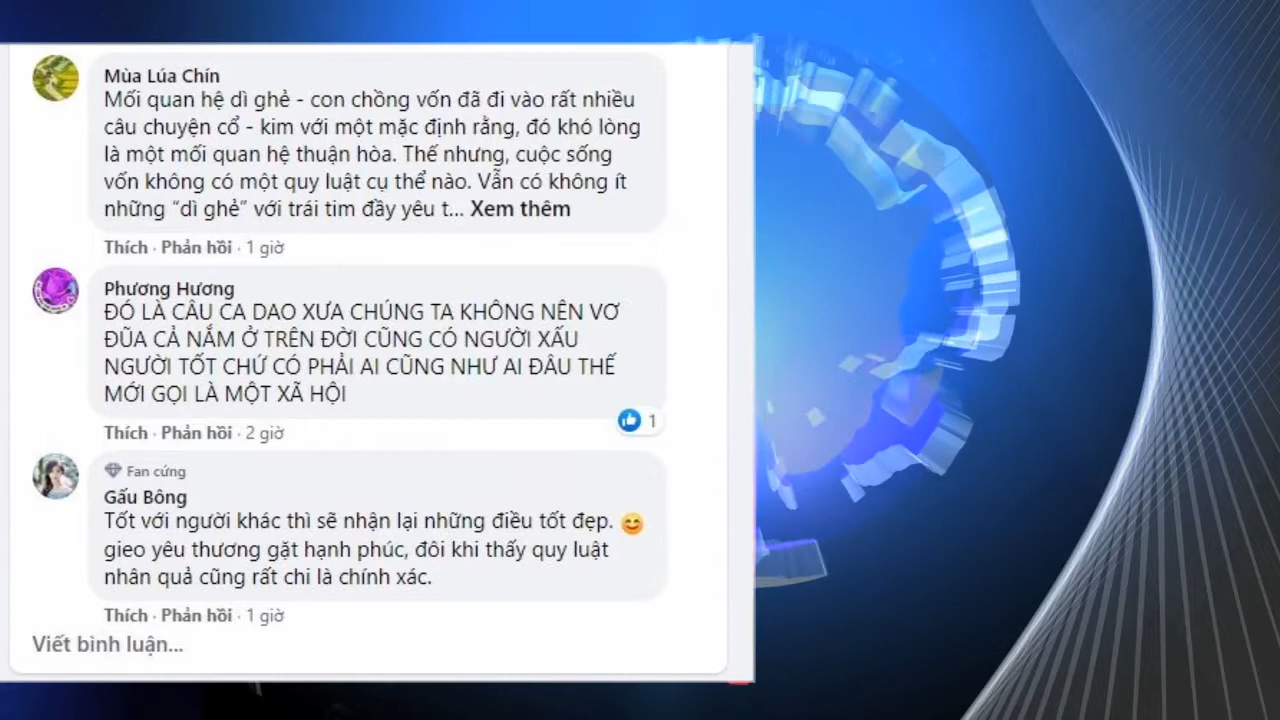 Mùa Lúa Chín
Mối quan hệ dì ghẻ - con chồng vốn đã đi vào rất nhiều
câu chuyện cổ - kim với một mặc định rằng, đó khó lòng
là một mối quan hệ thuận hòa. Thế nhưng, cuộc sống
vốn không có một quy luật cụ thể nào. Vẫn có không ít
những “dì ghẻ” với trái tim đầy yêu t... Xem thêm
Thích · Phản hồi · 1 giờ
Phương Hương
ĐÓ LÀ CÂU CA DAO XƯA CHÚNG TA KHÔNG NÊN VƠ
ĐŨA CẢ NẮM Ở TRÊN ĐỜI CŨNG CÓ NGƯỜI XẤU
NGƯỜI TỐT CHỨ CÓ PHẢI AI CŨNG NHƯ AI ĐÂU THẾ
MỚI GỌI LÀ MỘT XÃ HỘI
1
Thích · Phản hồi · 2 giờ
Fan cứng
Gấu Bông
Tốt với người khác thì sẽ nhận lại những điều tốt đẹp. 😊
gieo yêu thương gặt hạnh phúc, đôi khi thấy quy luật
nhân quả cũng rất chi là chính xác.
Thích · Phản hồi · 1 giờ
Viết bình luận...